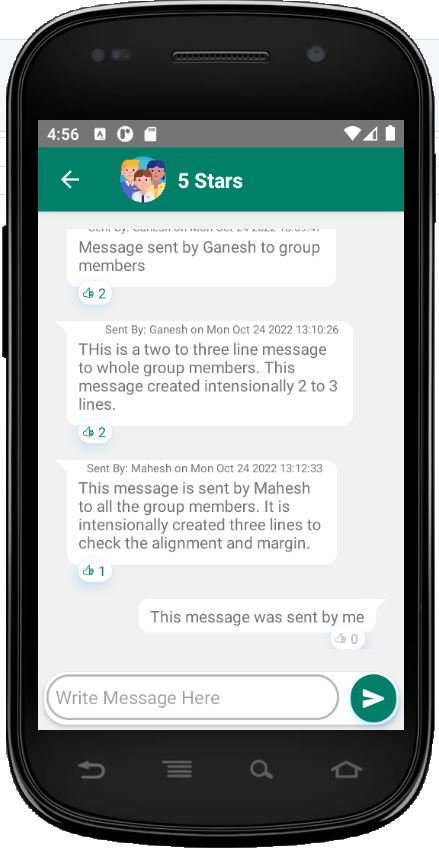 4:56
5 Stars
Sent By: Ganesh on Mon Oct 24 2022 13:09:47
Message sent by Ganesh to group
members
2
Sent By: Ganesh on Mon Oct 24 2022 13:10:26
THis is a two to three line message
to whole group members. This
message created intensionally 2 to 3
lines.
2
Sent By: Mahesh on Mon Oct 24 2022 13:12:33
This message is sent by Mahesh
to all the group members. It is
intensionally created three lines to
check the alignment and margin.
1
This message was sent by me
0
Write Message Here